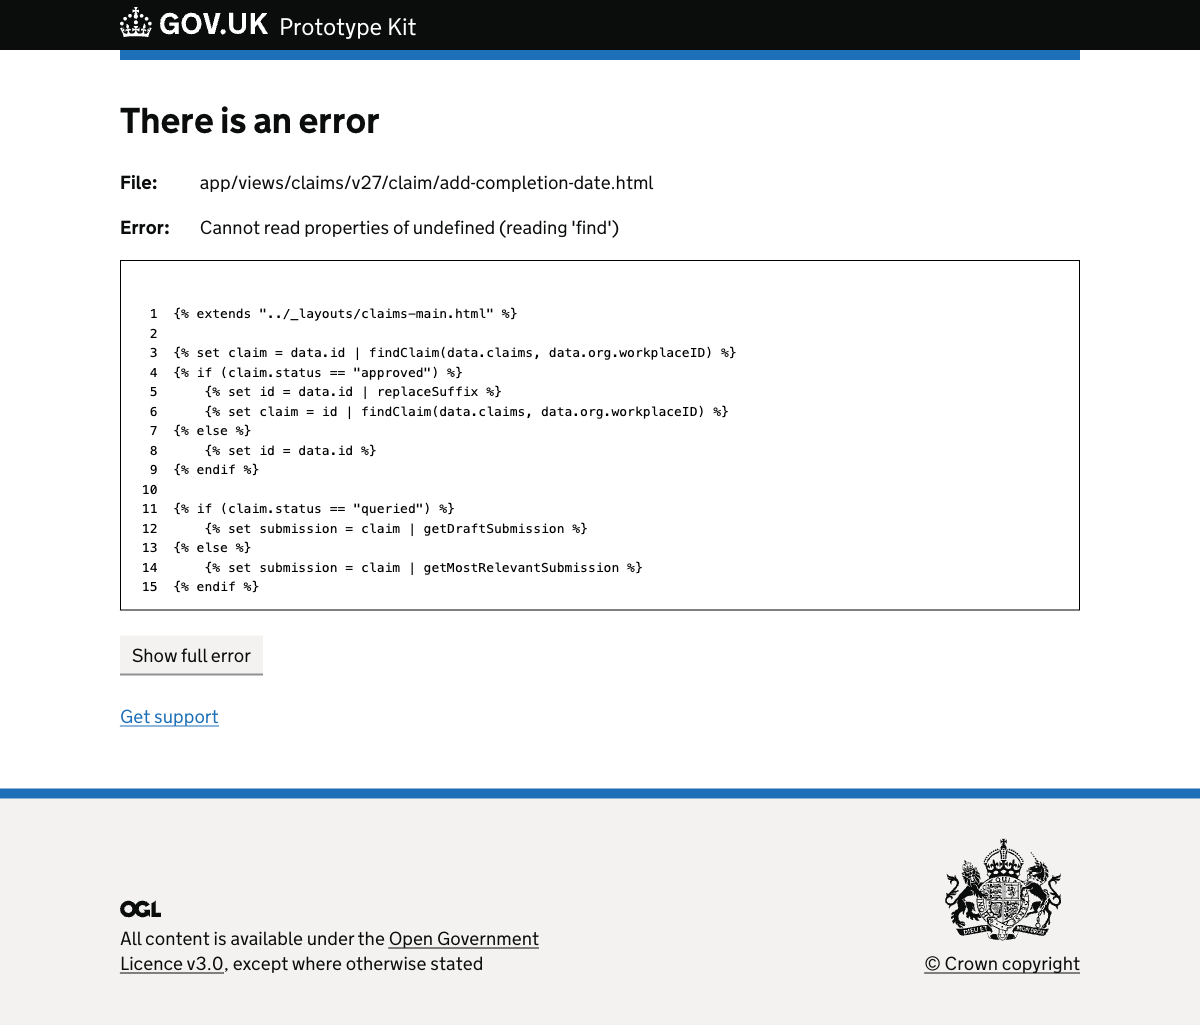 GOV.UK Prototype Kit
There is an error
File: app/views/claims/v27/claim/add-completion-date.html
Error: Cannot read properties of undefined (reading 'find')
1 {% extends "../_layouts/claims-main.html" %}
2
3 {% set claim = data.id | findClaim(data.claims, data.org.workplaceID) %}
4 {% if (claim.status == "approved") %}
5     {% set id = data.id | replaceSuffix %}
6     {% set claim = id | findClaim(data.claims, data.org.workplaceID) %}
7 {% else %}
8     {% set id = data.id %}
9 {% endif %}
10
11 {% if (claim.status == "queried") %}
12     {% set submission = claim | getDraftSubmission %}
13 {% else %}
14     {% set submission = claim | getMostRelevantSubmission %}
15 {% endif %}
Show full error
Get support
OGL
All content is available under the Open Government
Licence v3.0, except where otherwise stated
DIEU ET MON DROIT
© Crown copyright